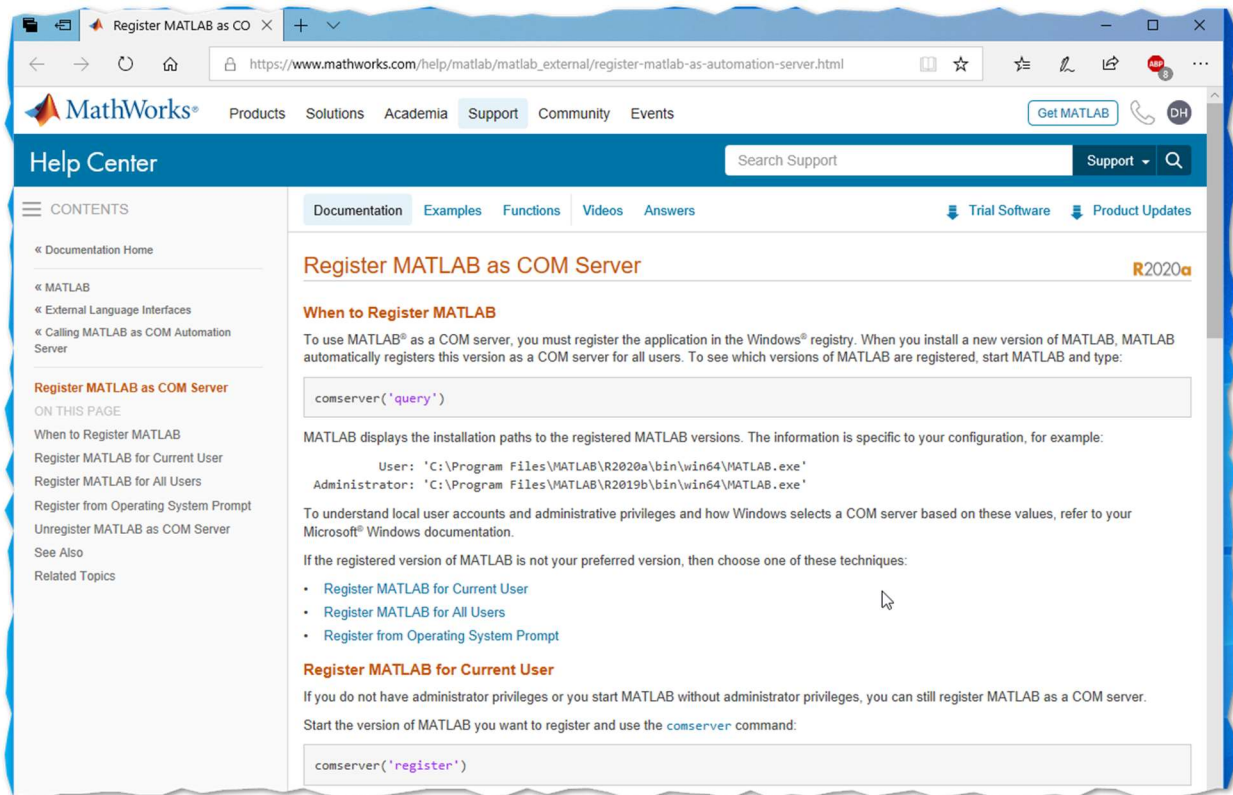 Register MATLAB as CO
https://www.mathworks.com/help/matlab/matlab_external/register-matlab-as-automation-server.html
ABP
8
MathWorks®
Products Solutions Academia Support Community Events
Get MATLAB
DH
Help Center
Search Support
Support
CONTENTS
« Documentation Home
« MATLAB
« External Language Interfaces
« Calling MATLAB as COM Automation
Server
Register MATLAB as COM Server
ON THIS PAGE
When to Register MATLAB
Register MATLAB for Current User
Register MATLAB for All Users
Register from Operating System Prompt
Unregister MATLAB as COM Server
See Also
Related Topics
Documentation Examples Functions Videos Answers
Trial Software Product Updates
Register MATLAB as COM Server
R2020a
When to Register MATLAB
To use MATLAB® as a COM server, you must register the application in the Windows® registry. When you install a new version of MATLAB, MATLAB
automatically registers this version as a COM server for all users. To see which versions of MATLAB are registered, start MATLAB and type:
comserver('query')
MATLAB displays the installation paths to the registered MATLAB versions. The information is specific to your configuration, for example:
User: 'C:\Program Files\MATLAB\R2020a\bin\win64\MATLAB.exe'
Administrator: 'C:\Program Files\MATLAB\R2019b\bin\win64\MATLAB.exe'
To understand local user accounts and administrative privileges and how Windows selects a COM server based on these values, refer to your
Microsoft® Windows documentation.
If the registered version of MATLAB is not your preferred version, then choose one of these techniques:
• Register MATLAB for Current User
• Register MATLAB for All Users
• Register from Operating System Prompt
Register MATLAB for Current User
If you do not have administrator privileges or you start MATLAB without administrator privileges, you can still register MATLAB as a COM server.
Start the version of MATLAB you want to register and use the comserver command:
comserver('register')